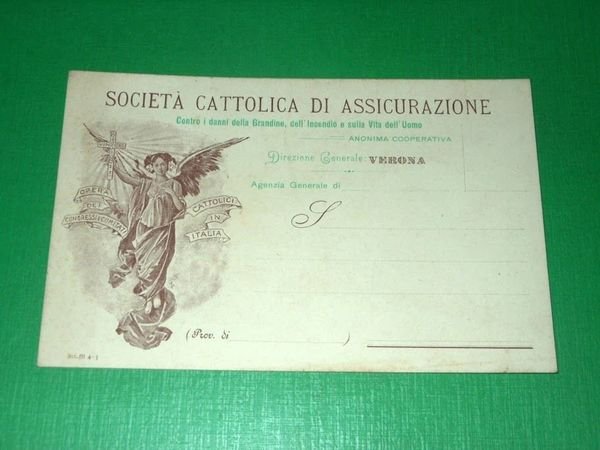 SOCIETÀ CATTOLICA DI ASSICURAZIONE
Contro i danni della Grandine, dell'Incendio e sulla Vita dell'Uomo
ANONIMA COOPERATIVA
Direzione Generale: VERONA
Agenzia Generale di
OPERA
DEI
CONGRESSI E COMITATI
CATTOLICI
IN
ITALIA
S
(Prov. di )